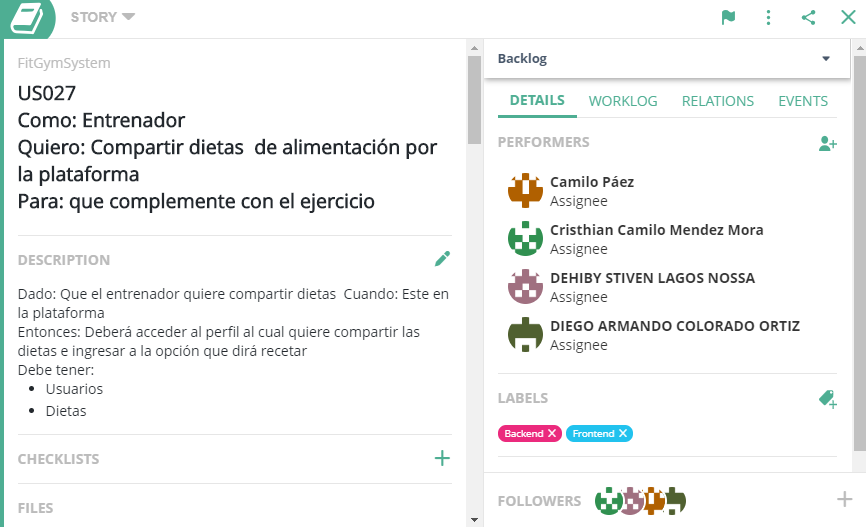 STORY
FitGymSystem
US027
Como: Entrenador
Quiero: Compartir dietas  de alimentación por
la plataforma
Para: que complemente con el ejercicio
DESCRIPTION
Dado: Que el entrenador quiere compartir dietas  Cuando: Este en
la plataforma
Entonces: Deberá acceder al perfil al cual quiere compartir las
dietas e ingresar a la opción que dirá recetar
Debe tener:
Usuarios
Dietas
CHECKLISTS
FILES
Backlog
DETAILS WORKLOG RELATIONS EVENTS
PERFORMERS
Camilo Páez
Assignee
Cristhian Camilo Mendez Mora
Assignee
DEHIBY STIVEN LAGOS NOSSA
Assignee
DIEGO ARMANDO COLORADO ORTIZ
Assignee
LABELS
Backend Frontend
FOLLOWERS